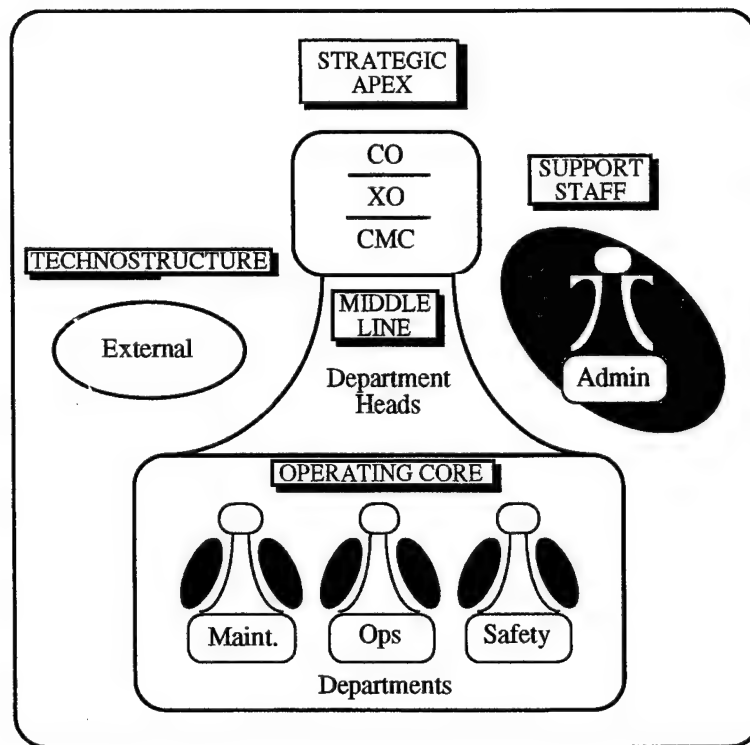 STRATEGIC
APEX
CO
XO
CMC
SUPPORT
STAFF
TECHNOSTRUCTURE
MIDDLE
LINE
External
Department
Heads
Admin
OPERATING CORE
Maint.
Ops
Safety
Departments